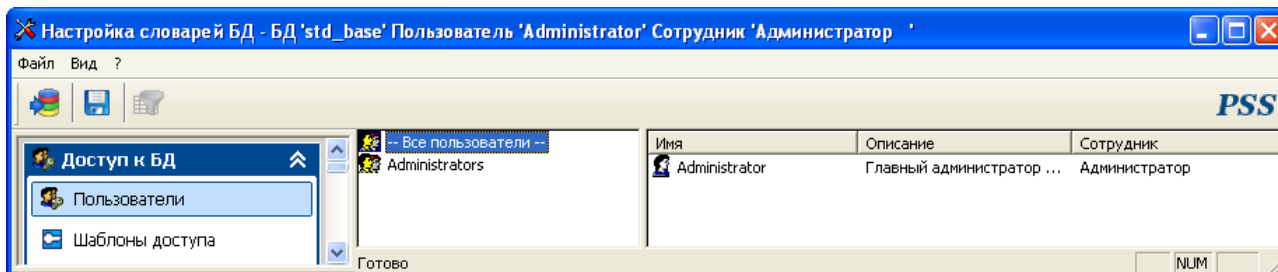 Настройка словарей БД - БД 'std_base' Пользователь 'Administrator' Сотрудник 'Администратор '
Файл Вид ?
PSS
Доступ к БД
Пользователи
Шаблоны доступа
-- Все пользователи --
Administrators
Имя Описание Сотрудник
Administrator Главный администратор ... Администратор
Готово NUM